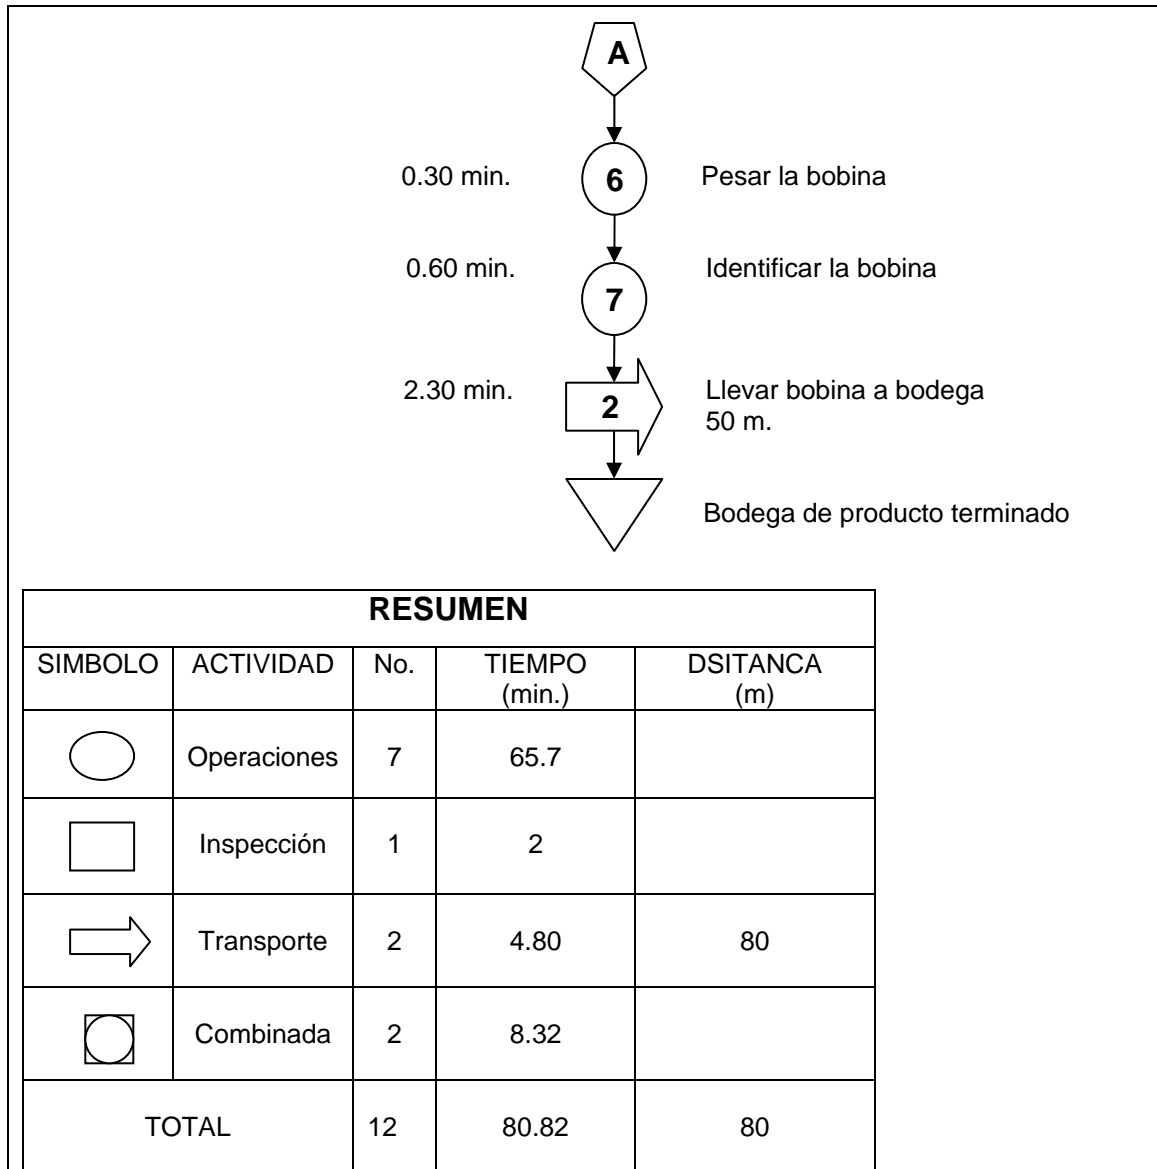 A
0.30 min. 6 Pesar la bobina
0.60 min. 7 Identificar la bobina
2.30 min. 2 Llevar bobina a bodega
50 m.
Bodega de producto terminado
RESUMEN
SIMBOLO ACTIVIDAD No. TIEMPO DSITANCA
(min.) (m)
Operaciones 7 65.7
Inspección 1 2
Transporte 2 4.80 80
Combinada 2 8.32
TOTAL 12 80.82 80